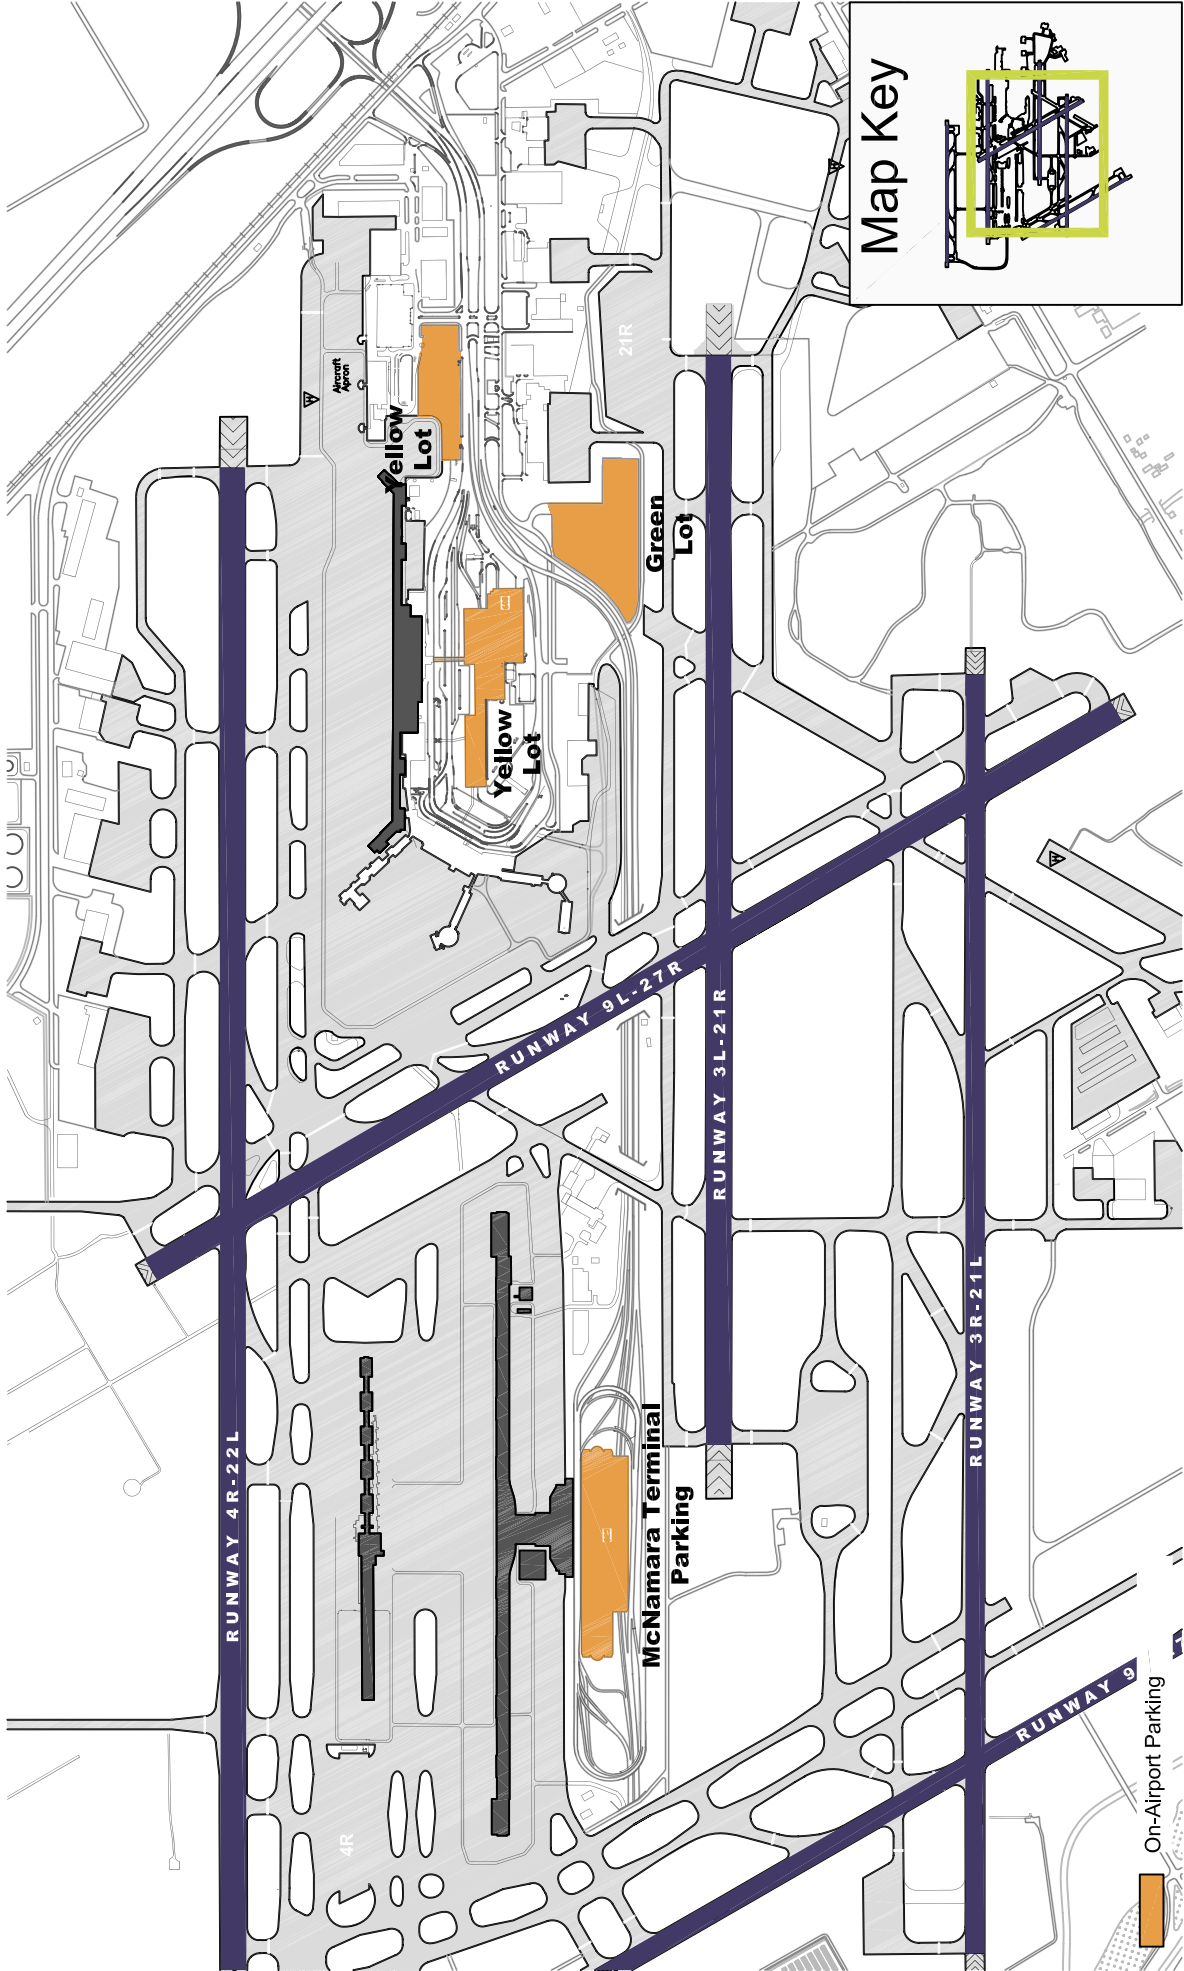 Map Key
21R
Aircraft
Apron
Yellow
Lot
Green
Lot
Yellow
Lot
RUNWAY 9L-27R
RUNWAY 3L-21R
RUNWAY 3R-21L
RUNWAY 4R-22L
McNamara Terminal
Parking
RUNWAY 9
4R
On-Airport Parking